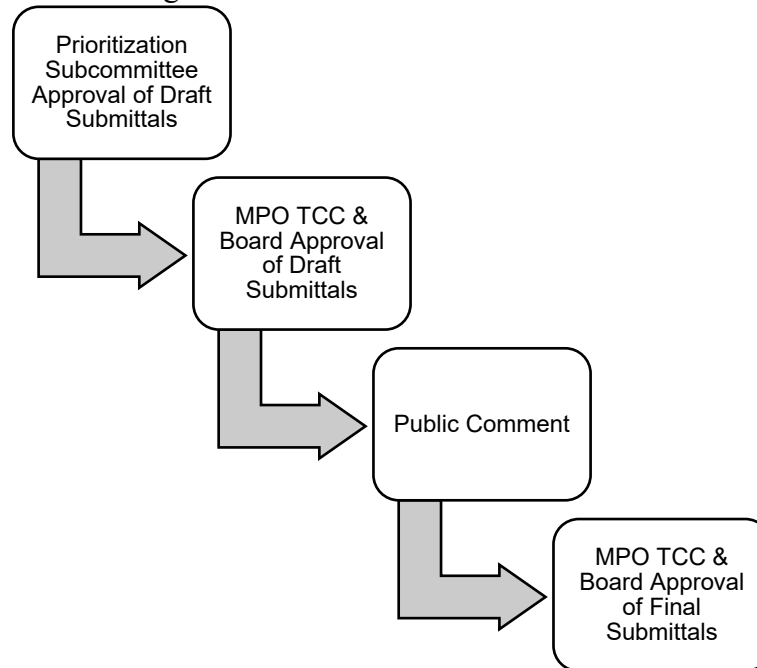 Prioritization
Subcommittee
Approval of Draft
Submittals
MPO TCC &
Board Approval
of Draft
Submittals
Public Comment
MPO TCC &
Board Approval
of Final
Submittals